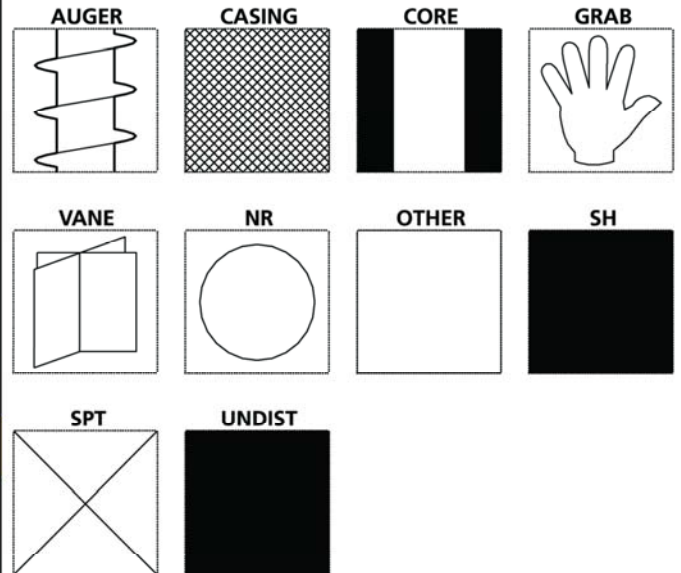 AUGER CASING CORE GRAB
VANE NR OTHER SH
SPT UNDIST